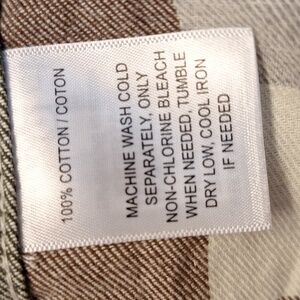 100% COTTON / COTON
MACHINE WASH COLD
SEPARATELY, ONLY
NON-CHLORINE BLEACH
WHEN NEEDED, TUMBLE
DRY LOW, COOL IRON
IF NEEDED